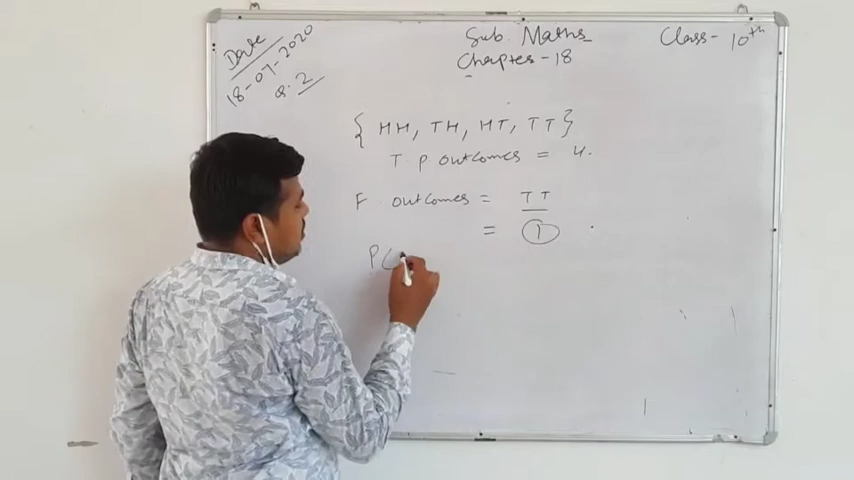 Date
18-07-2020
Q.2
Sub. Maths
Chapter-18
Class- 10th
{ HH, TH, HT, TT }
T. P outcomes = 4.
F. outcomes = TT
= 1
P(